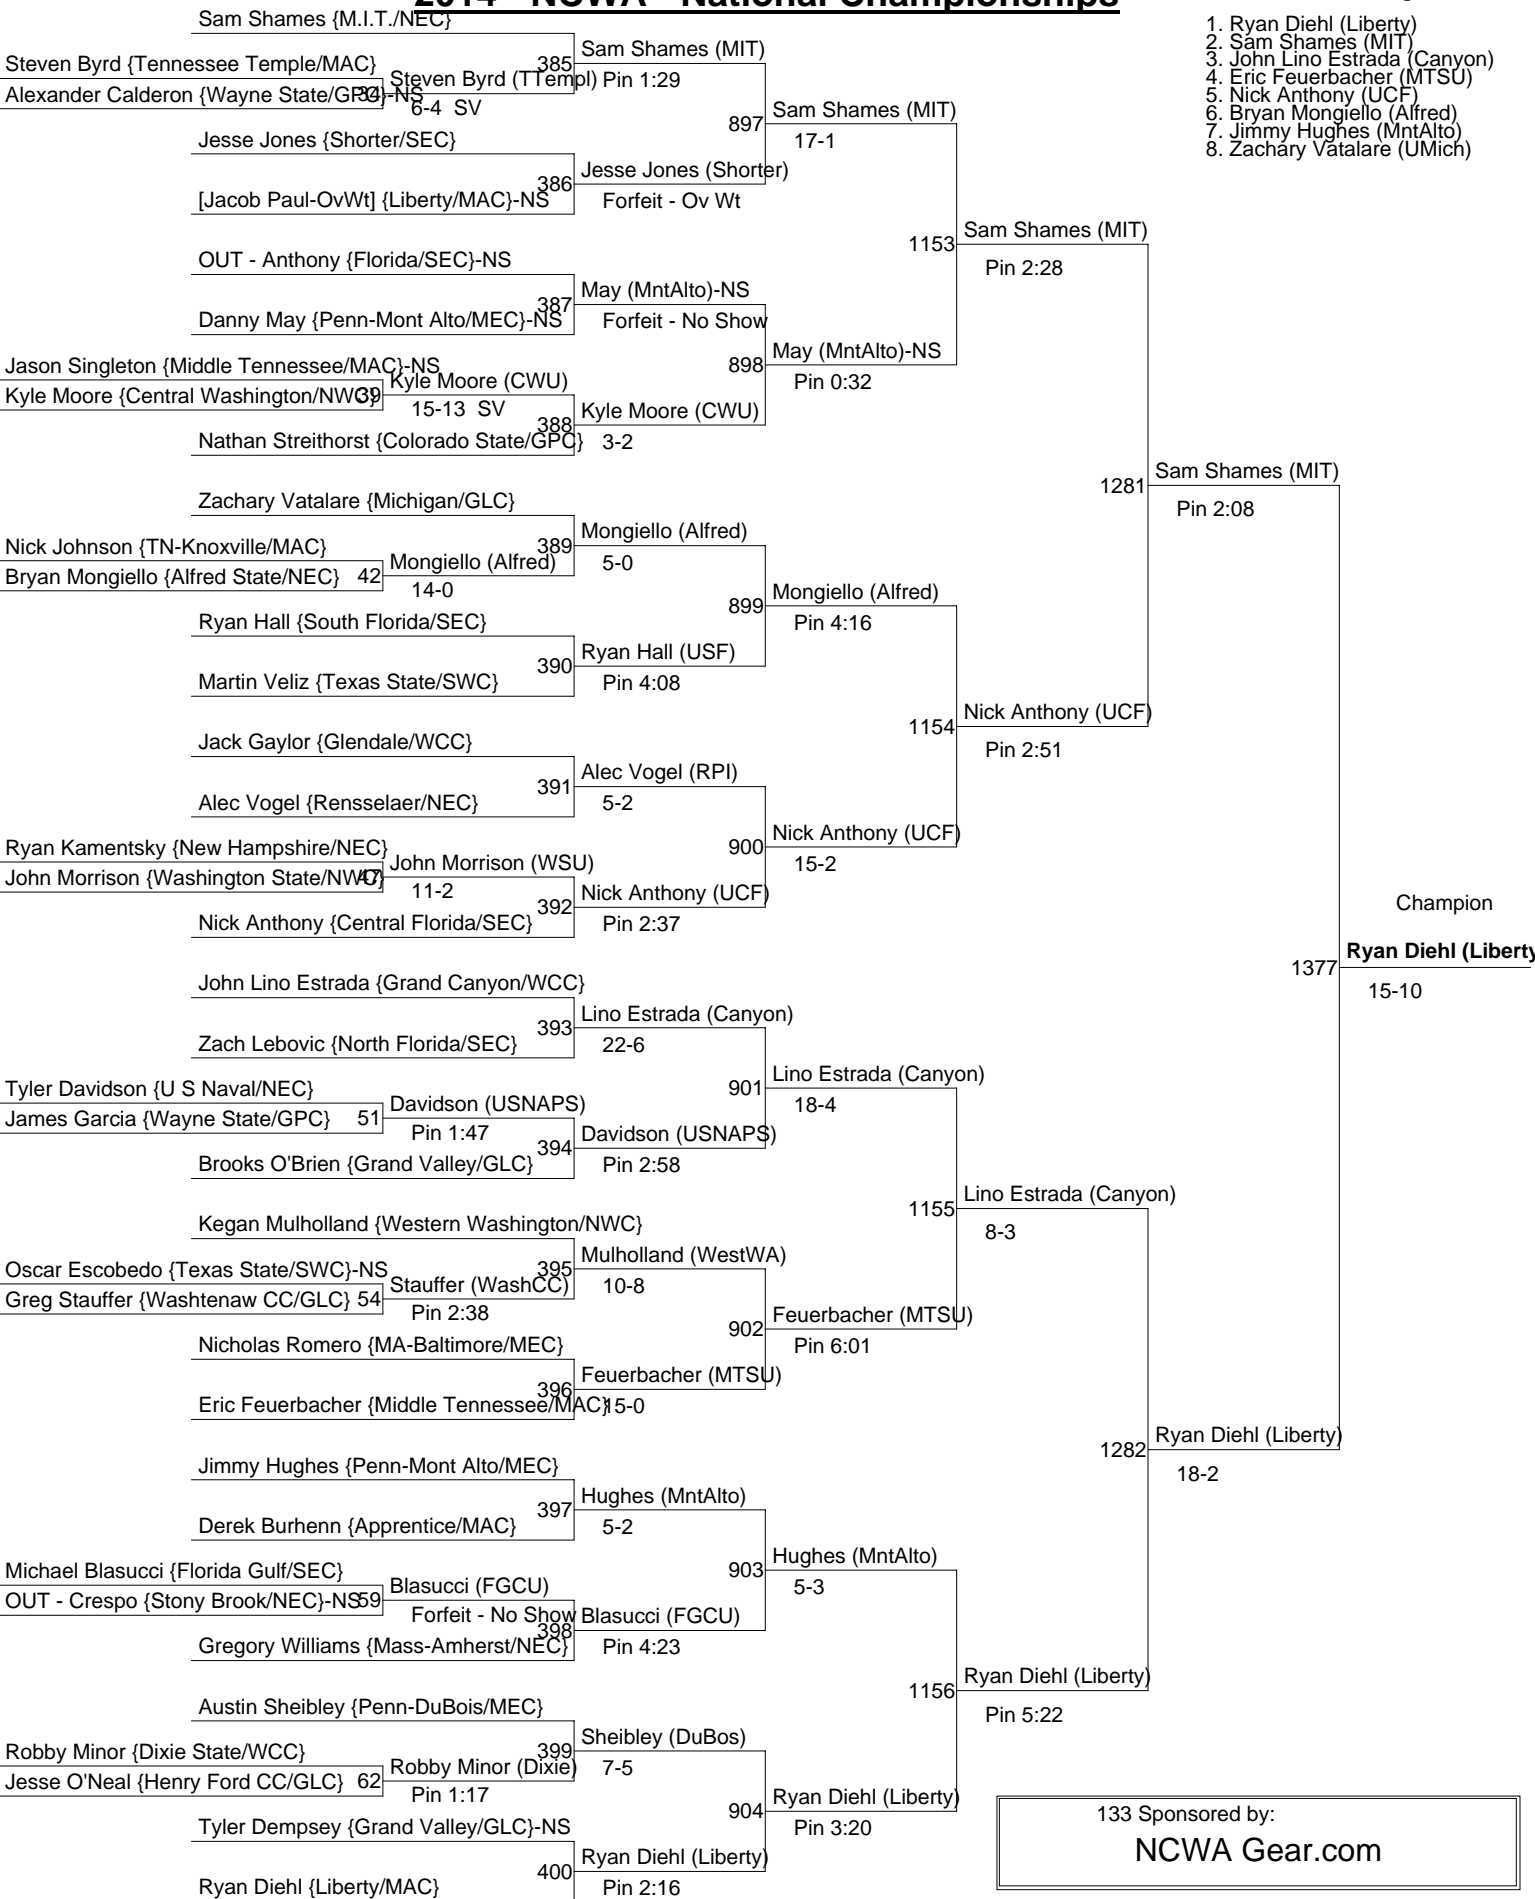 2014 - NCWA - National Championships
1. Ryan Diehl (Liberty)
2. Sam Shames (MIT)
3. John Lino Estrada (Canyon)
4. Eric Feuerbacher (MTSU)
5. Nick Anthony (UCF)
6. Bryan Mongiello (Alfred)
7. Jimmy Hughes (MntAlto)
8. Zachary Vatalare (UMich)
Sam Shames {M.I.T./NEC}
Steven Byrd {Tennessee Temple/MAC}
Alexander Calderon {Wayne State/GPC}-NS
34
Steven Byrd (TTempl)
6-4 SV
385
Sam Shames (MIT)
Pin 1:29
Jesse Jones {Shorter/SEC}
[Jacob Paul-OvWt] {Liberty/MAC}-NS
386
Jesse Jones (Shorter)
Forfeit - Ov Wt
897
Sam Shames (MIT)
17-1
OUT - Anthony {Florida/SEC}-NS
Danny May {Penn-Mont Alto/MEC}-NS
387
May (MntAlto)-NS
Forfeit - No Show
Jason Singleton {Middle Tennessee/MAC}-NS
Kyle Moore {Central Washington/NWC}
39
Kyle Moore (CWU)
15-13 SV
Nathan Streithorst {Colorado State/GPC}
388
Kyle Moore (CWU)
3-2
898
May (MntAlto)-NS
Pin 0:32
1153
Sam Shames (MIT)
Pin 2:28
Zachary Vatalare {Michigan/GLC}
Nick Johnson {TN-Knoxville/MAC}
Bryan Mongiello {Alfred State/NEC}
42
Mongiello (Alfred)
14-0
389
Mongiello (Alfred)
5-0
Ryan Hall {South Florida/SEC}
Martin Veliz {Texas State/SWC}
390
Ryan Hall (USF)
Pin 4:08
899
Mongiello (Alfred)
Pin 4:16
Jack Gaylor {Glendale/WCC}
Alec Vogel {Rensselaer/NEC}
391
Alec Vogel (RPI)
5-2
Ryan Kamentsky {New Hampshire/NEC}
John Morrison {Washington State/NWC}
47
John Morrison (WSU)
11-2
Nick Anthony {Central Florida/SEC}
392
Nick Anthony (UCF)
Pin 2:37
900
Nick Anthony (UCF)
15-2
1154
Nick Anthony (UCF)
Pin 2:51
1281
Sam Shames (MIT)
Pin 2:08
John Lino Estrada {Grand Canyon/WCC}
Zach Lebovic {North Florida/SEC}
393
Lino Estrada (Canyon)
22-6
Tyler Davidson {U S Naval/NEC}
James Garcia {Wayne State/GPC}
51
Davidson (USNAPS)
Pin 1:47
Brooks O'Brien {Grand Valley/GLC}
394
Davidson (USNAPS)
Pin 2:58
901
Lino Estrada (Canyon)
18-4
Kegan Mulholland {Western Washington/NWC}
Oscar Escobedo {Texas State/SWC}-NS
Greg Stauffer {Washtenaw CC/GLC}
54
Stauffer (WashCC)
Pin 2:38
395
Mulholland (WestWA)
10-8
Nicholas Romero {MA-Baltimore/MEC}
Eric Feuerbacher {Middle Tennessee/MAC}
396
Feuerbacher (MTSU)
15-0
902
Feuerbacher (MTSU)
Pin 6:01
1155
Lino Estrada (Canyon)
8-3
Jimmy Hughes {Penn-Mont Alto/MEC}
Derek Burhenn {Apprentice/MAC}
397
Hughes (MntAlto)
5-2
Michael Blasucci {Florida Gulf/SEC}
OUT - Crespo {Stony Brook/NEC}-NS
59
Blasucci (FGCU)
Forfeit - No Show
Gregory Williams {Mass-Amherst/NEC}
398
Blasucci (FGCU)
Pin 4:23
903
Hughes (MntAlto)
5-3
Austin Sheibley {Penn-DuBois/MEC}
Robby Minor {Dixie State/WCC}
Jesse O'Neal {Henry Ford CC/GLC}
62
Robby Minor (Dixie)
Pin 1:17
399
Sheibley (DuBos)
7-5
Tyler Dempsey {Grand Valley/GLC}-NS
Ryan Diehl {Liberty/MAC}
400
Ryan Diehl (Liberty)
Pin 2:16
904
Ryan Diehl (Liberty)
Pin 3:20
1156
Ryan Diehl (Liberty)
Pin 5:22
1282
Ryan Diehl (Liberty)
18-2
Champion
1377
Ryan Diehl (Liberty
15-10
133 Sponsored by:
NCWA Gear.com